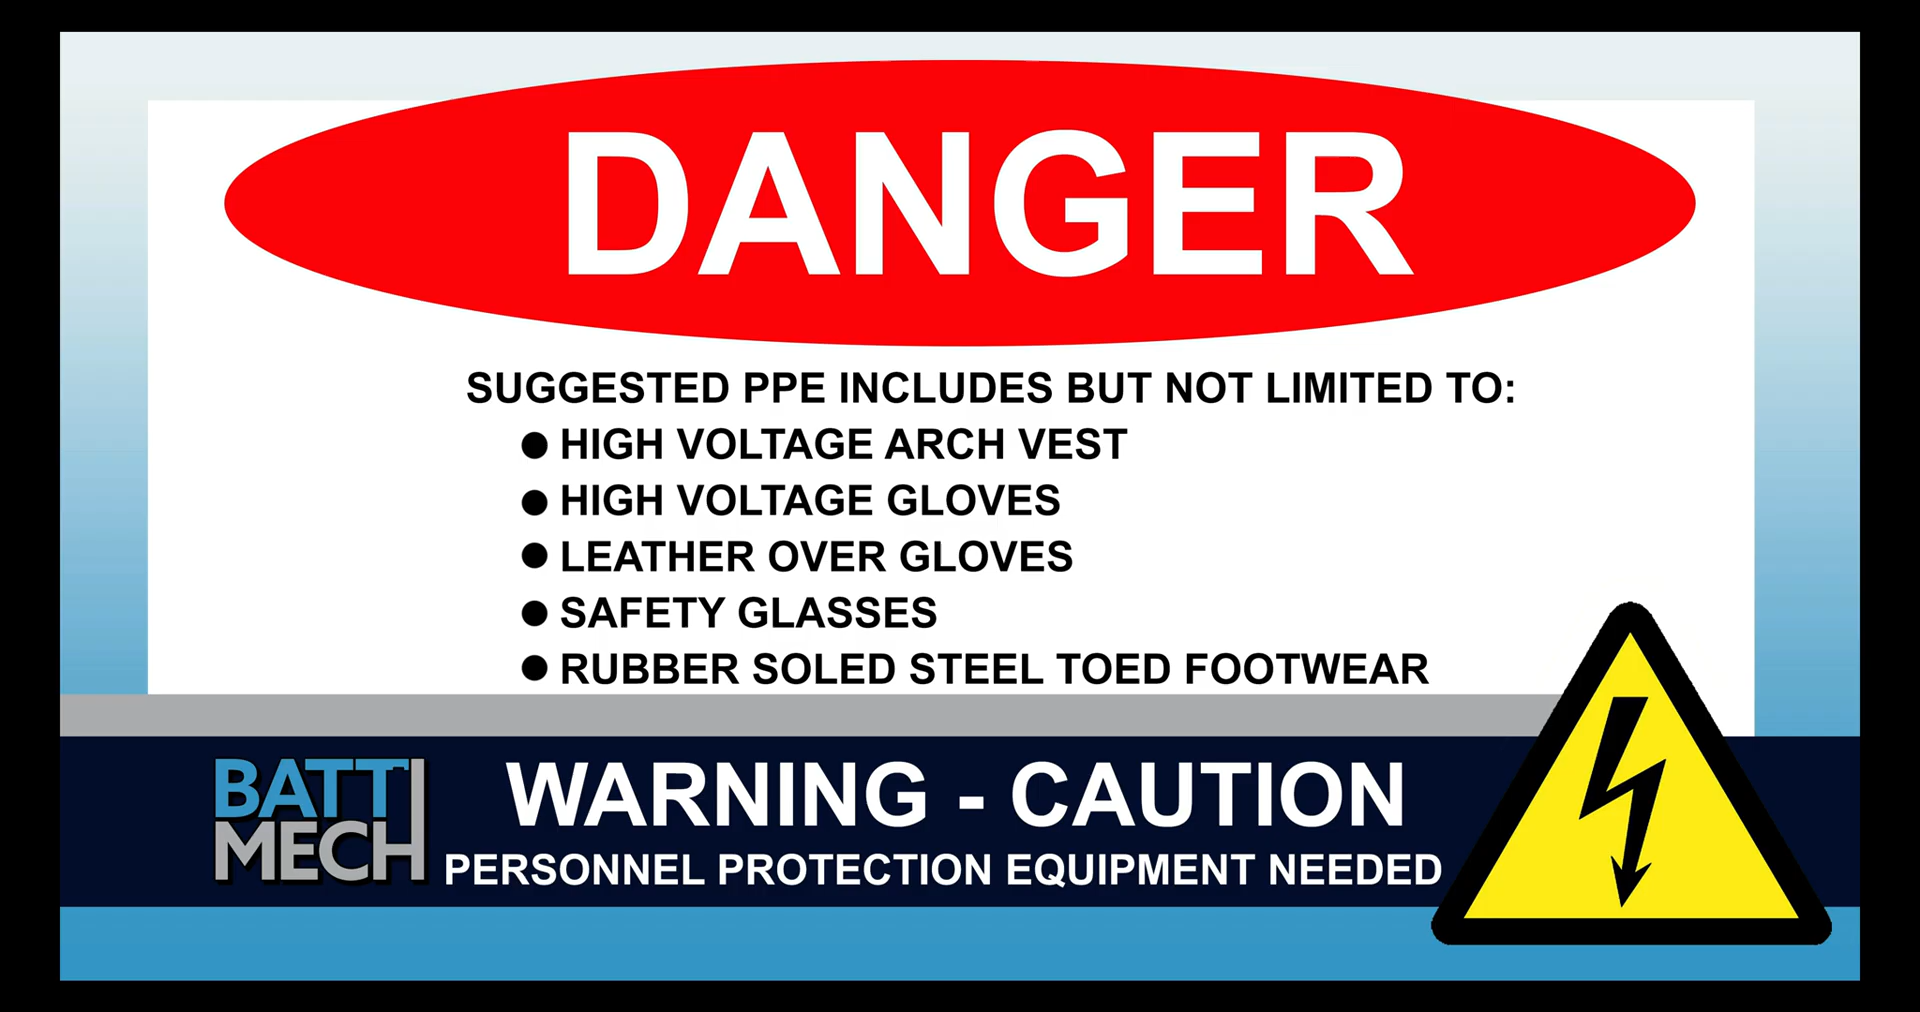 DANGER
SUGGESTED PPE INCLUDES BUT NOT LIMITED TO:
● HIGH VOLTAGE ARCH VEST
● HIGH VOLTAGE GLOVES
● LEATHER OVER GLOVES
● SAFETY GLASSES
● RUBBER SOLED STEEL TOED FOOTWEAR
BATTI
MECH
WARNING - CAUTION
PERSONNEL PROTECTION EQUIPMENT NEEDED